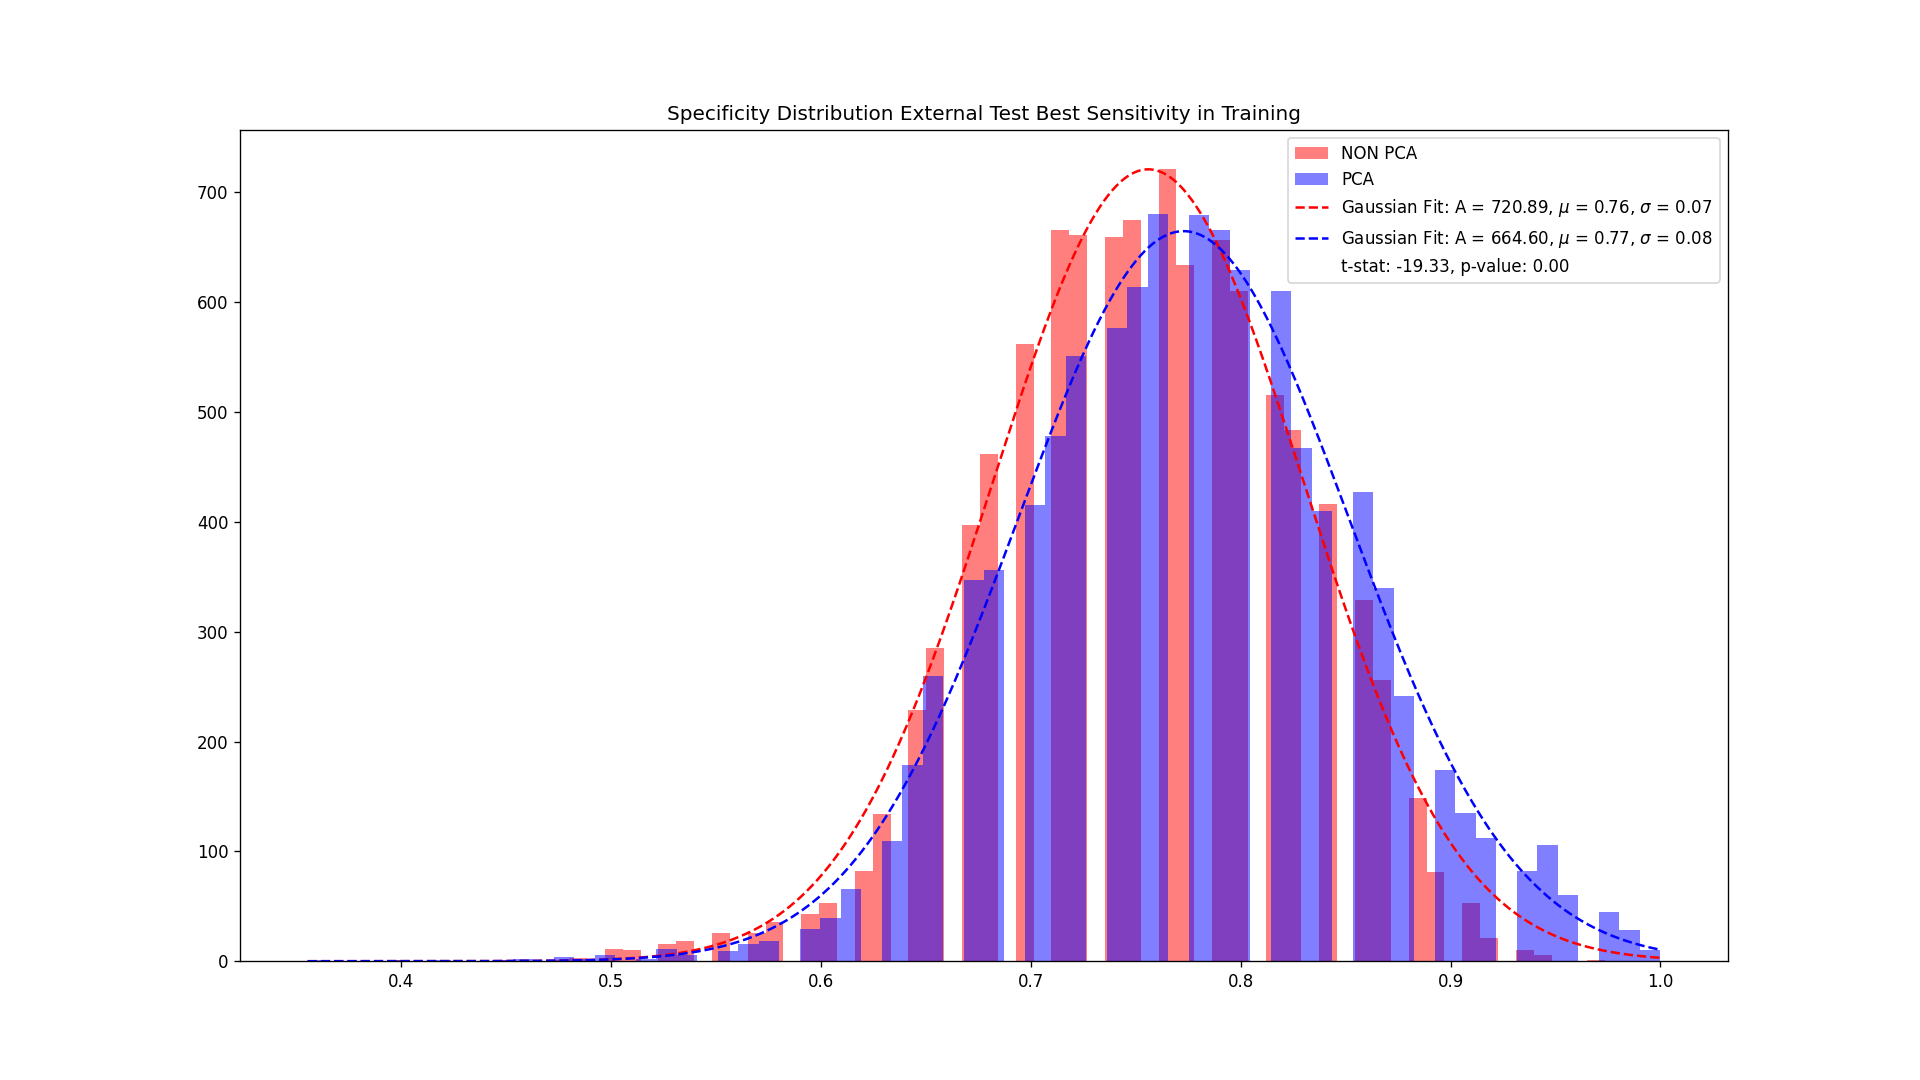 Specificity Distribution External Test Best Sensitivity in Training
NON PCA
PCA
Gaussian Fit: A = 720.89, μ = 0.76, σ = 0.07
Gaussian Fit: A = 664.60, μ = 0.77, σ = 0.08
t-stat: -19.33, p-value: 0.00
700
600
500
400
300
200
100
0
0.4 0.5 0.6 0.7 0.8 0.9 1.0